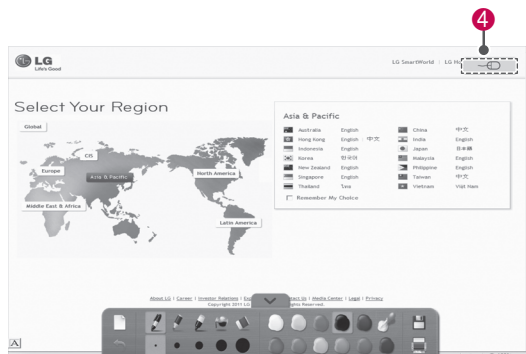 4
LG
Life's Good
LG SmartWorld | LG
Select Your Region
Global
CIS
Europe
Asia & Pacific
North America
Middle East & Africa
Latin America
Asia & Pacific
Australia English
China 中文
Hong Kong English 中文
India English
Indonesia English
Japan 日本語
Korea 한국어
Malaysia English
New Zealand English
Philippine English
Singapore English
Taiwan 中文
Thailand ไทย
Vietnam Việt Nam
Remember My Choice
About LG | Career | Investor Relations | Contact Us | Media Center | Legal | Privacy
Copyright 2011 LG Rights Reserved.
A